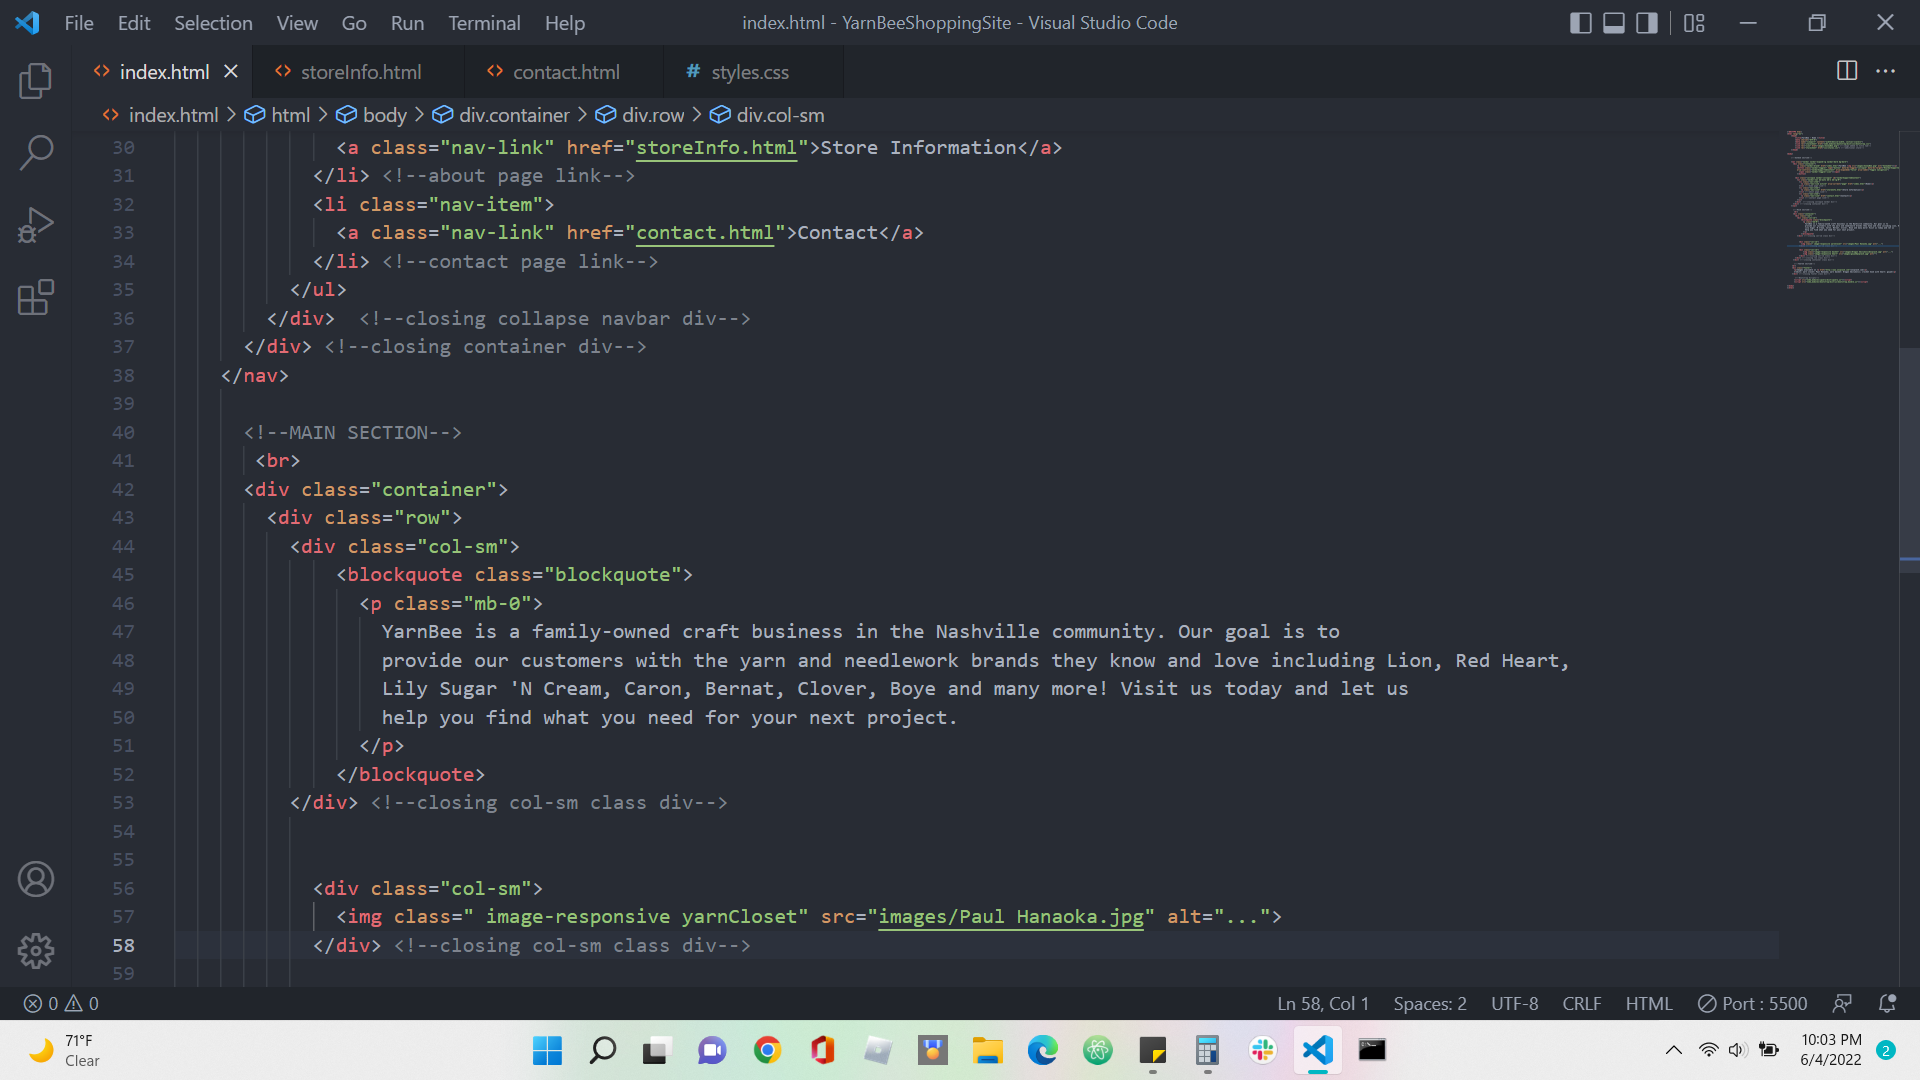 File Edit Selection View Go Run Terminal Help
index.html - YarnBeeShoppingSite - Visual Studio Code
index.html storeInfo.html contact.html # styles.css
index.html > html > body > div.container > div.row > div.col-sm
30 <a class="nav-link" href="storeInfo.html">Store Information</a>
31 </li> <!--about page link-->
32 <li class="nav-item">
33 <a class="nav-link" href="contact.html">Contact</a>
34 </li> <!--contact page link-->
35 </ul>
36 </div>  <!--closing collapse navbar div-->
37 </div> <!--closing container div-->
38 </nav>
39
40 <!--MAIN SECTION-->
41 <br>
42 <div class="container">
43 <div class="row">
44 <div class="col-sm">
45 <blockquote class="blockquote">
46 <p class="mb-0">
47 YarnBee is a family-owned craft business in the Nashville community. Our goal is to
48 provide our customers with the yarn and needlework brands they know and love including Lion, Red Heart,
49 Lily Sugar 'N Cream, Caron, Bernat, Clover, Boye and many more! Visit us today and let us
50 help you find what you need for your next project.
51 </p>
52 </blockquote>
53 </div> <!--closing col-sm class div-->
54
55
56 <div class="col-sm">
57 <img class=" image-responsive yarnCloset" src="images/Paul Hanaoka.jpg" alt="...">
58 </div> <!--closing col-sm class div-->
59
0 0 Ln 58, Col 1 Spaces: 2 UTF-8 CRLF HTML Port : 5500
71°F
Clear
10:03 PM
6/4/2022
2